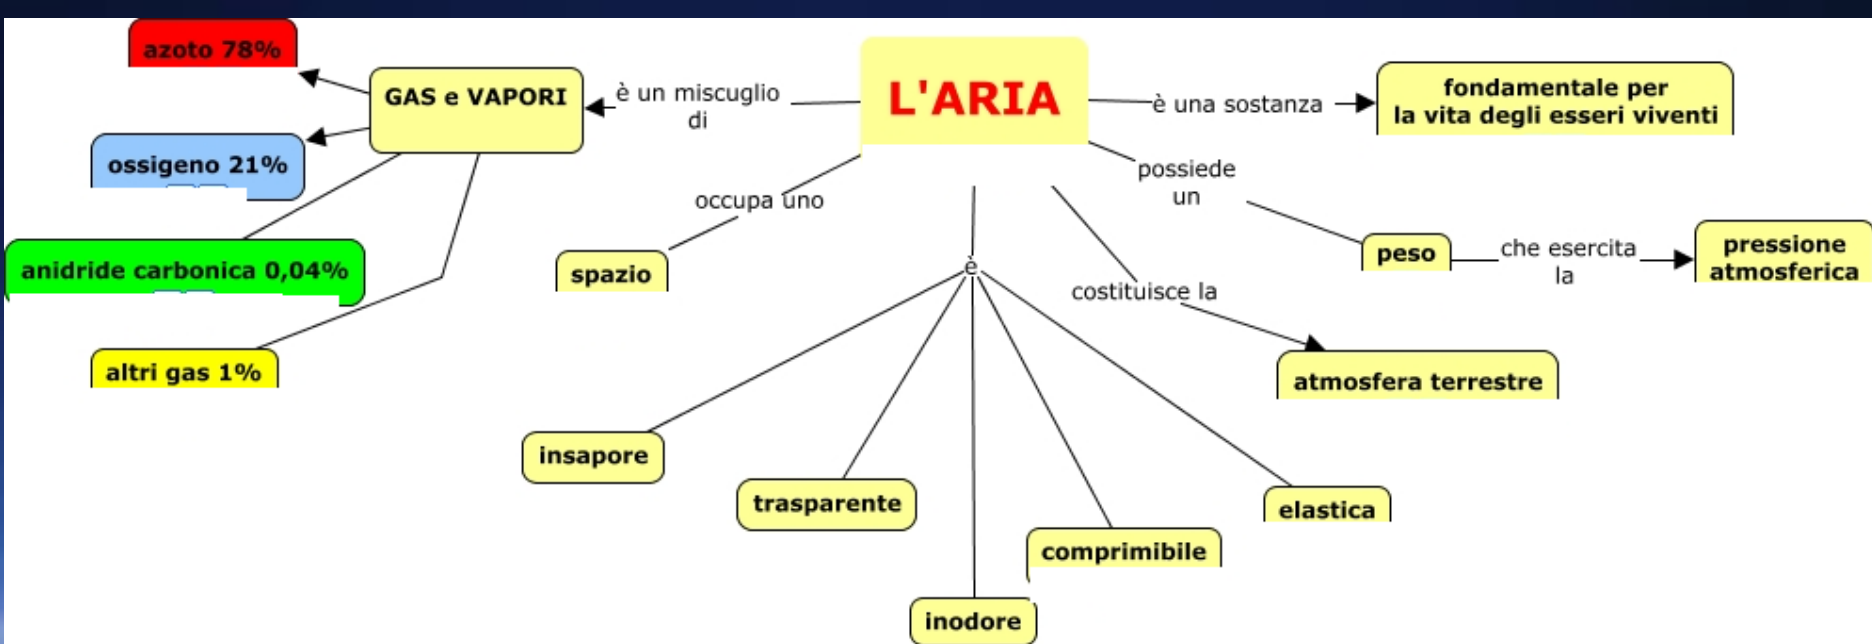 L'ARIA
è un miscuglio
di
GAS e VAPORI
azoto 78%
ossigeno 21%
anidride carbonica 0,04%
altri gas 1%
è una sostanza
fondamentale per
la vita degli esseri viventi
occupa uno
spazio
possiede
un
peso
che esercita
la
pressione
atmosferica
costituisce la
atmosfera terrestre
è
insapore
trasparente
inodore
comprimibile
elastica